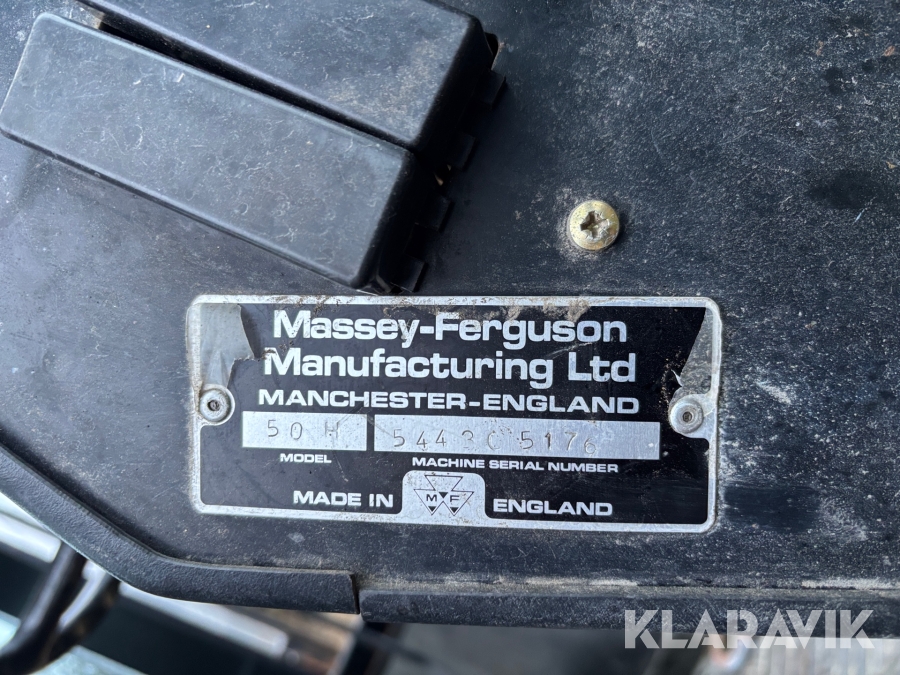 Massey-Ferguson
Manufacturing Ltd
MANCHESTER-ENGLAND
50 H
MODEL
MACHINE SERIAL NUMBER
MADE IN MF ENGLAND
KLARAVIK